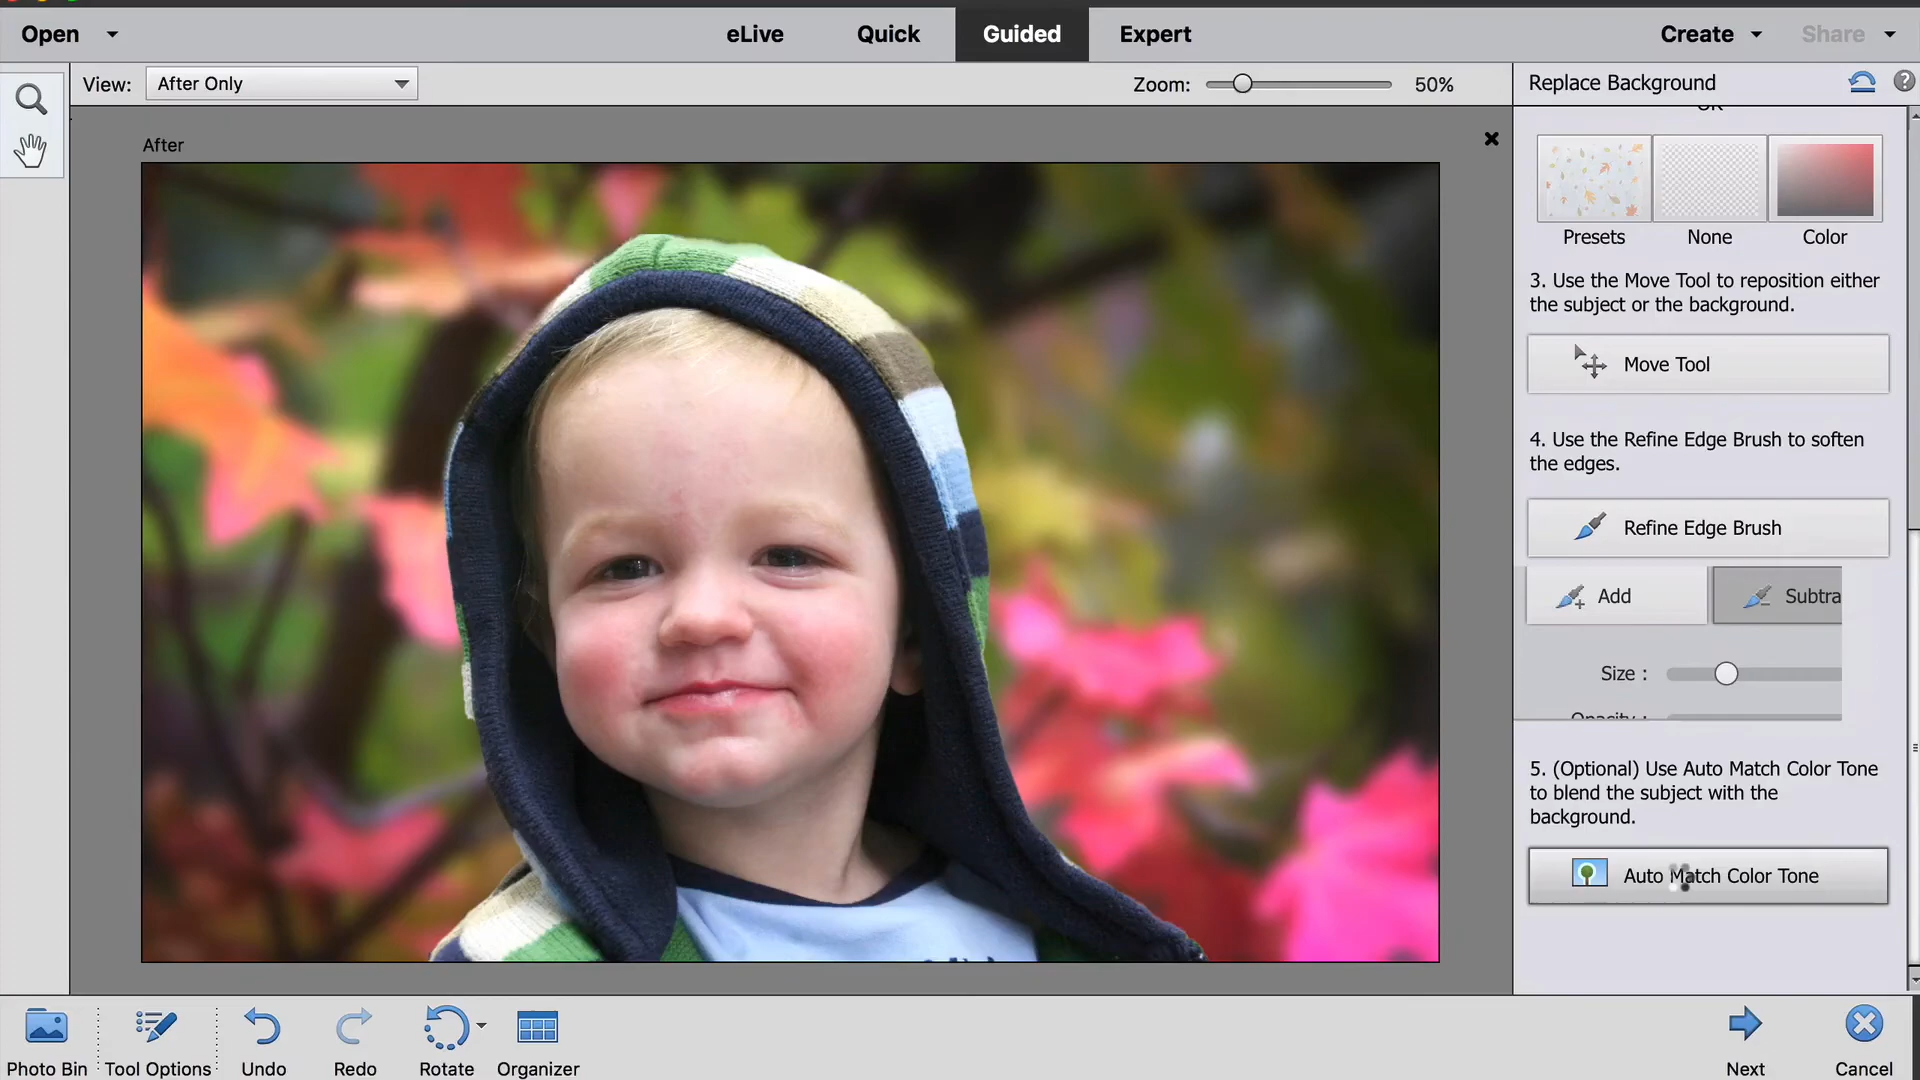 Open eLive Quick Guided Expert Create Share
View: After Only Zoom: 50% Replace Background
After
Presets None Color
3. Use the Move Tool to reposition either
the subject or the background.
Move Tool
4. Use the Refine Edge Brush to soften
the edges.
Refine Edge Brush
Add Subtra
Size :
5. (Optional) Use Auto Match Color Tone
to blend the subject with the
background.
Auto Match Color Tone
Photo Bin Tool Options Undo Redo Rotate Organizer Next Cancel